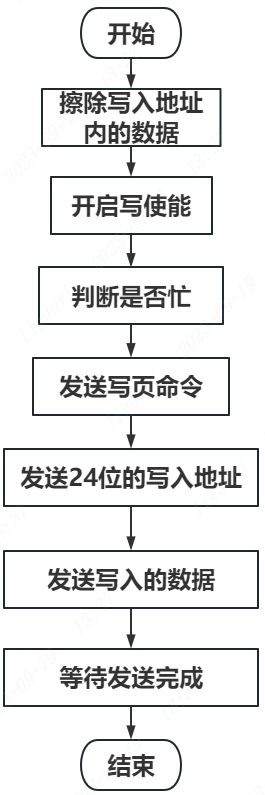 开始
擦除写入地址
内的数据
开启写使能
判断是否忙
发送写页命令
发送24位的写入地址
发送写入的数据
等待发送完成
结束